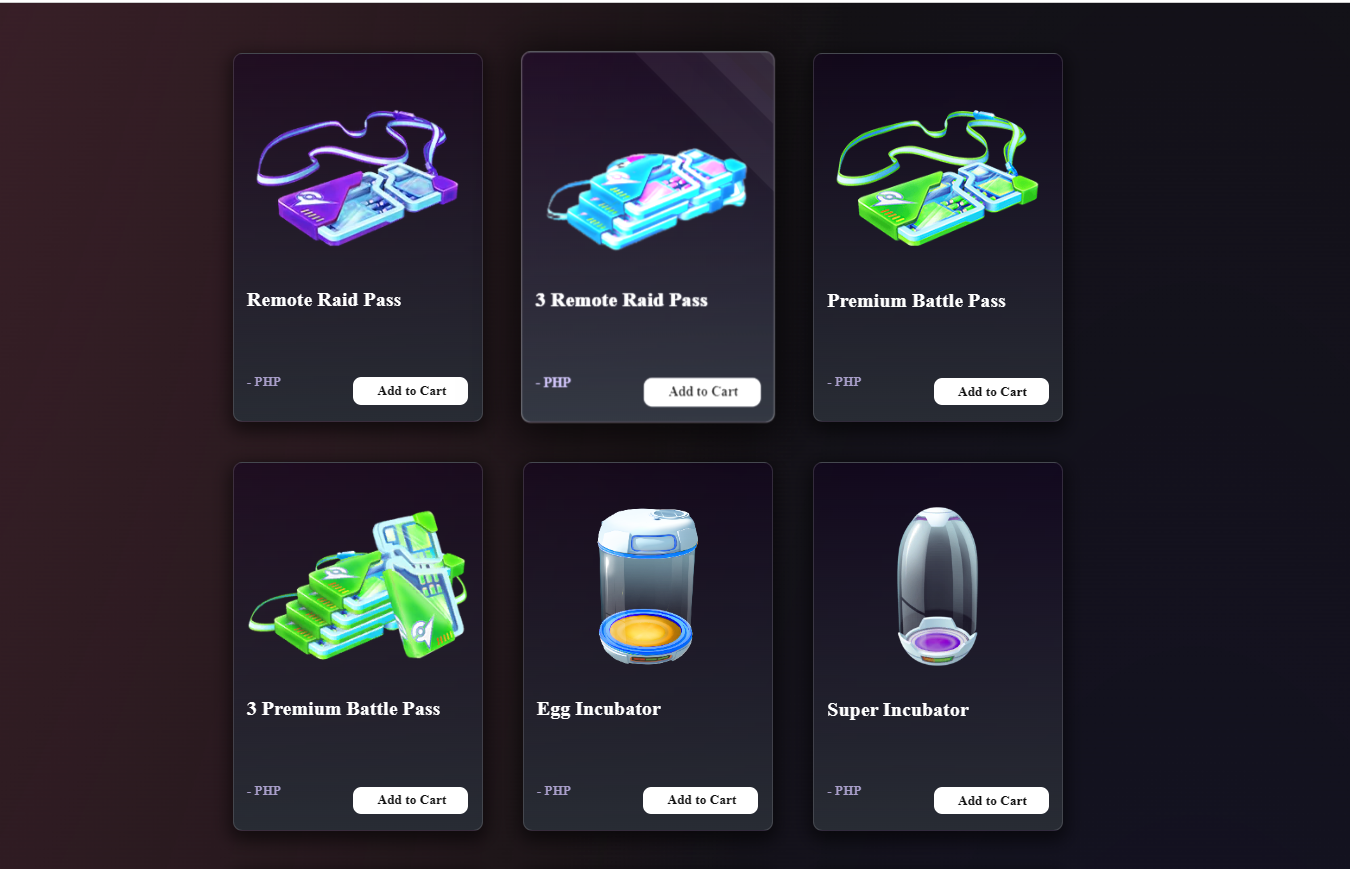 Remote Raid Pass
- PHP
Add to Cart
3 Remote Raid Pass
- PHP
Add to Cart
Premium Battle Pass
- PHP
Add to Cart
3 Premium Battle Pass
- PHP
Add to Cart
Egg Incubator
- PHP
Add to Cart
Super Incubator
- PHP
Add to Cart